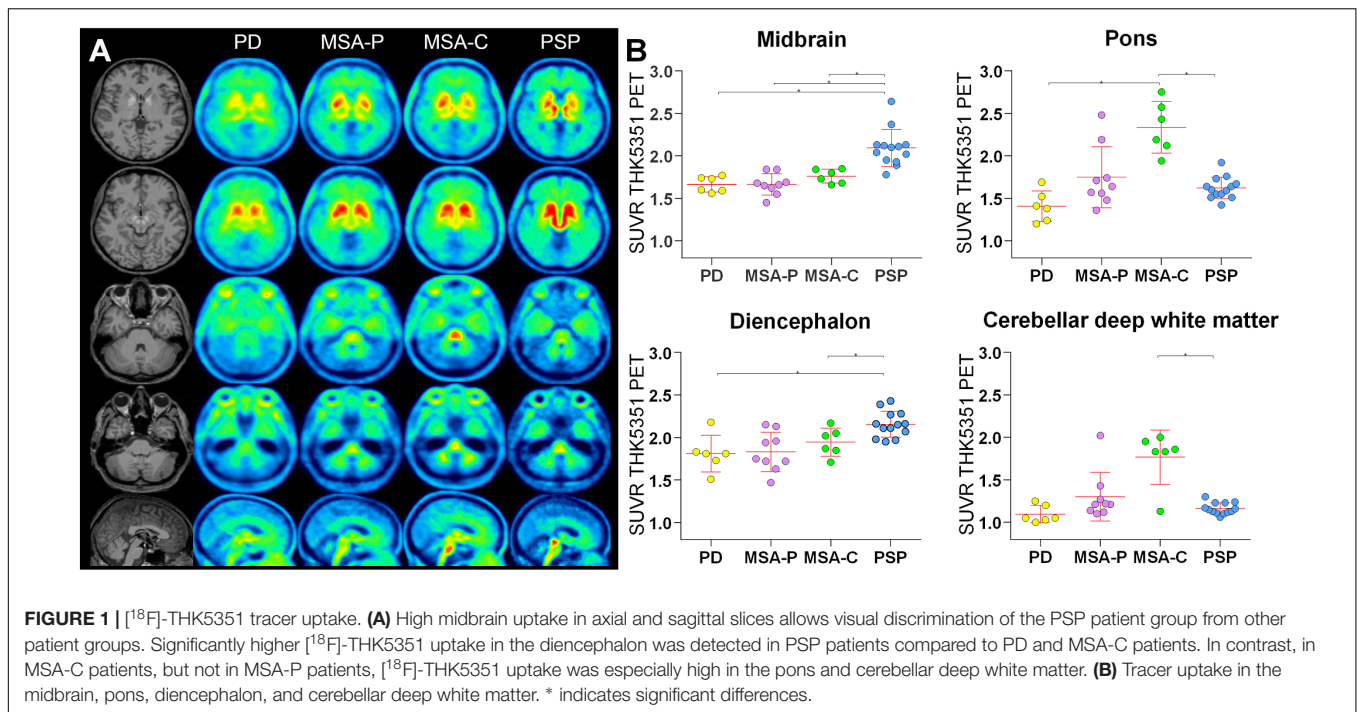 A
PD MSA-P MSA-C PSP
B
Midbrain
SUVR THK5351 PET
3.0
2.5
2.0
1.5
1.0
* * *
PD MSA-P MSA-C PSP
Pons
SUVR THK5351 PET
3.0
2.5
2.0
1.5
1.0
* *
PD MSA-P MSA-C PSP
Diencephalon
SUVR THK5351 PET
3.0
2.5
2.0
1.5
1.0
* *
PD MSA-P MSA-C PSP
Cerebellar deep white matter
SUVR THK5351 PET
3.0
2.5
2.0
1.5
1.0
*
PD MSA-P MSA-C PSP
FIGURE 1 | [¹⁸F]-THK5351 tracer uptake. (A) High midbrain uptake in axial and sagittal slices allows visual discrimination of the PSP patient group from other
patient groups. Significantly higher [¹⁸F]-THK5351 uptake in the diencephalon was detected in PSP patients compared to PD and MSA-C patients. In contrast, in
MSA-C patients, but not in MSA-P patients, [¹⁸F]-THK5351 uptake was especially high in the pons and cerebellar deep white matter. (B) Tracer uptake in the
midbrain, pons, diencephalon, and cerebellar deep white matter. * indicates significant differences.